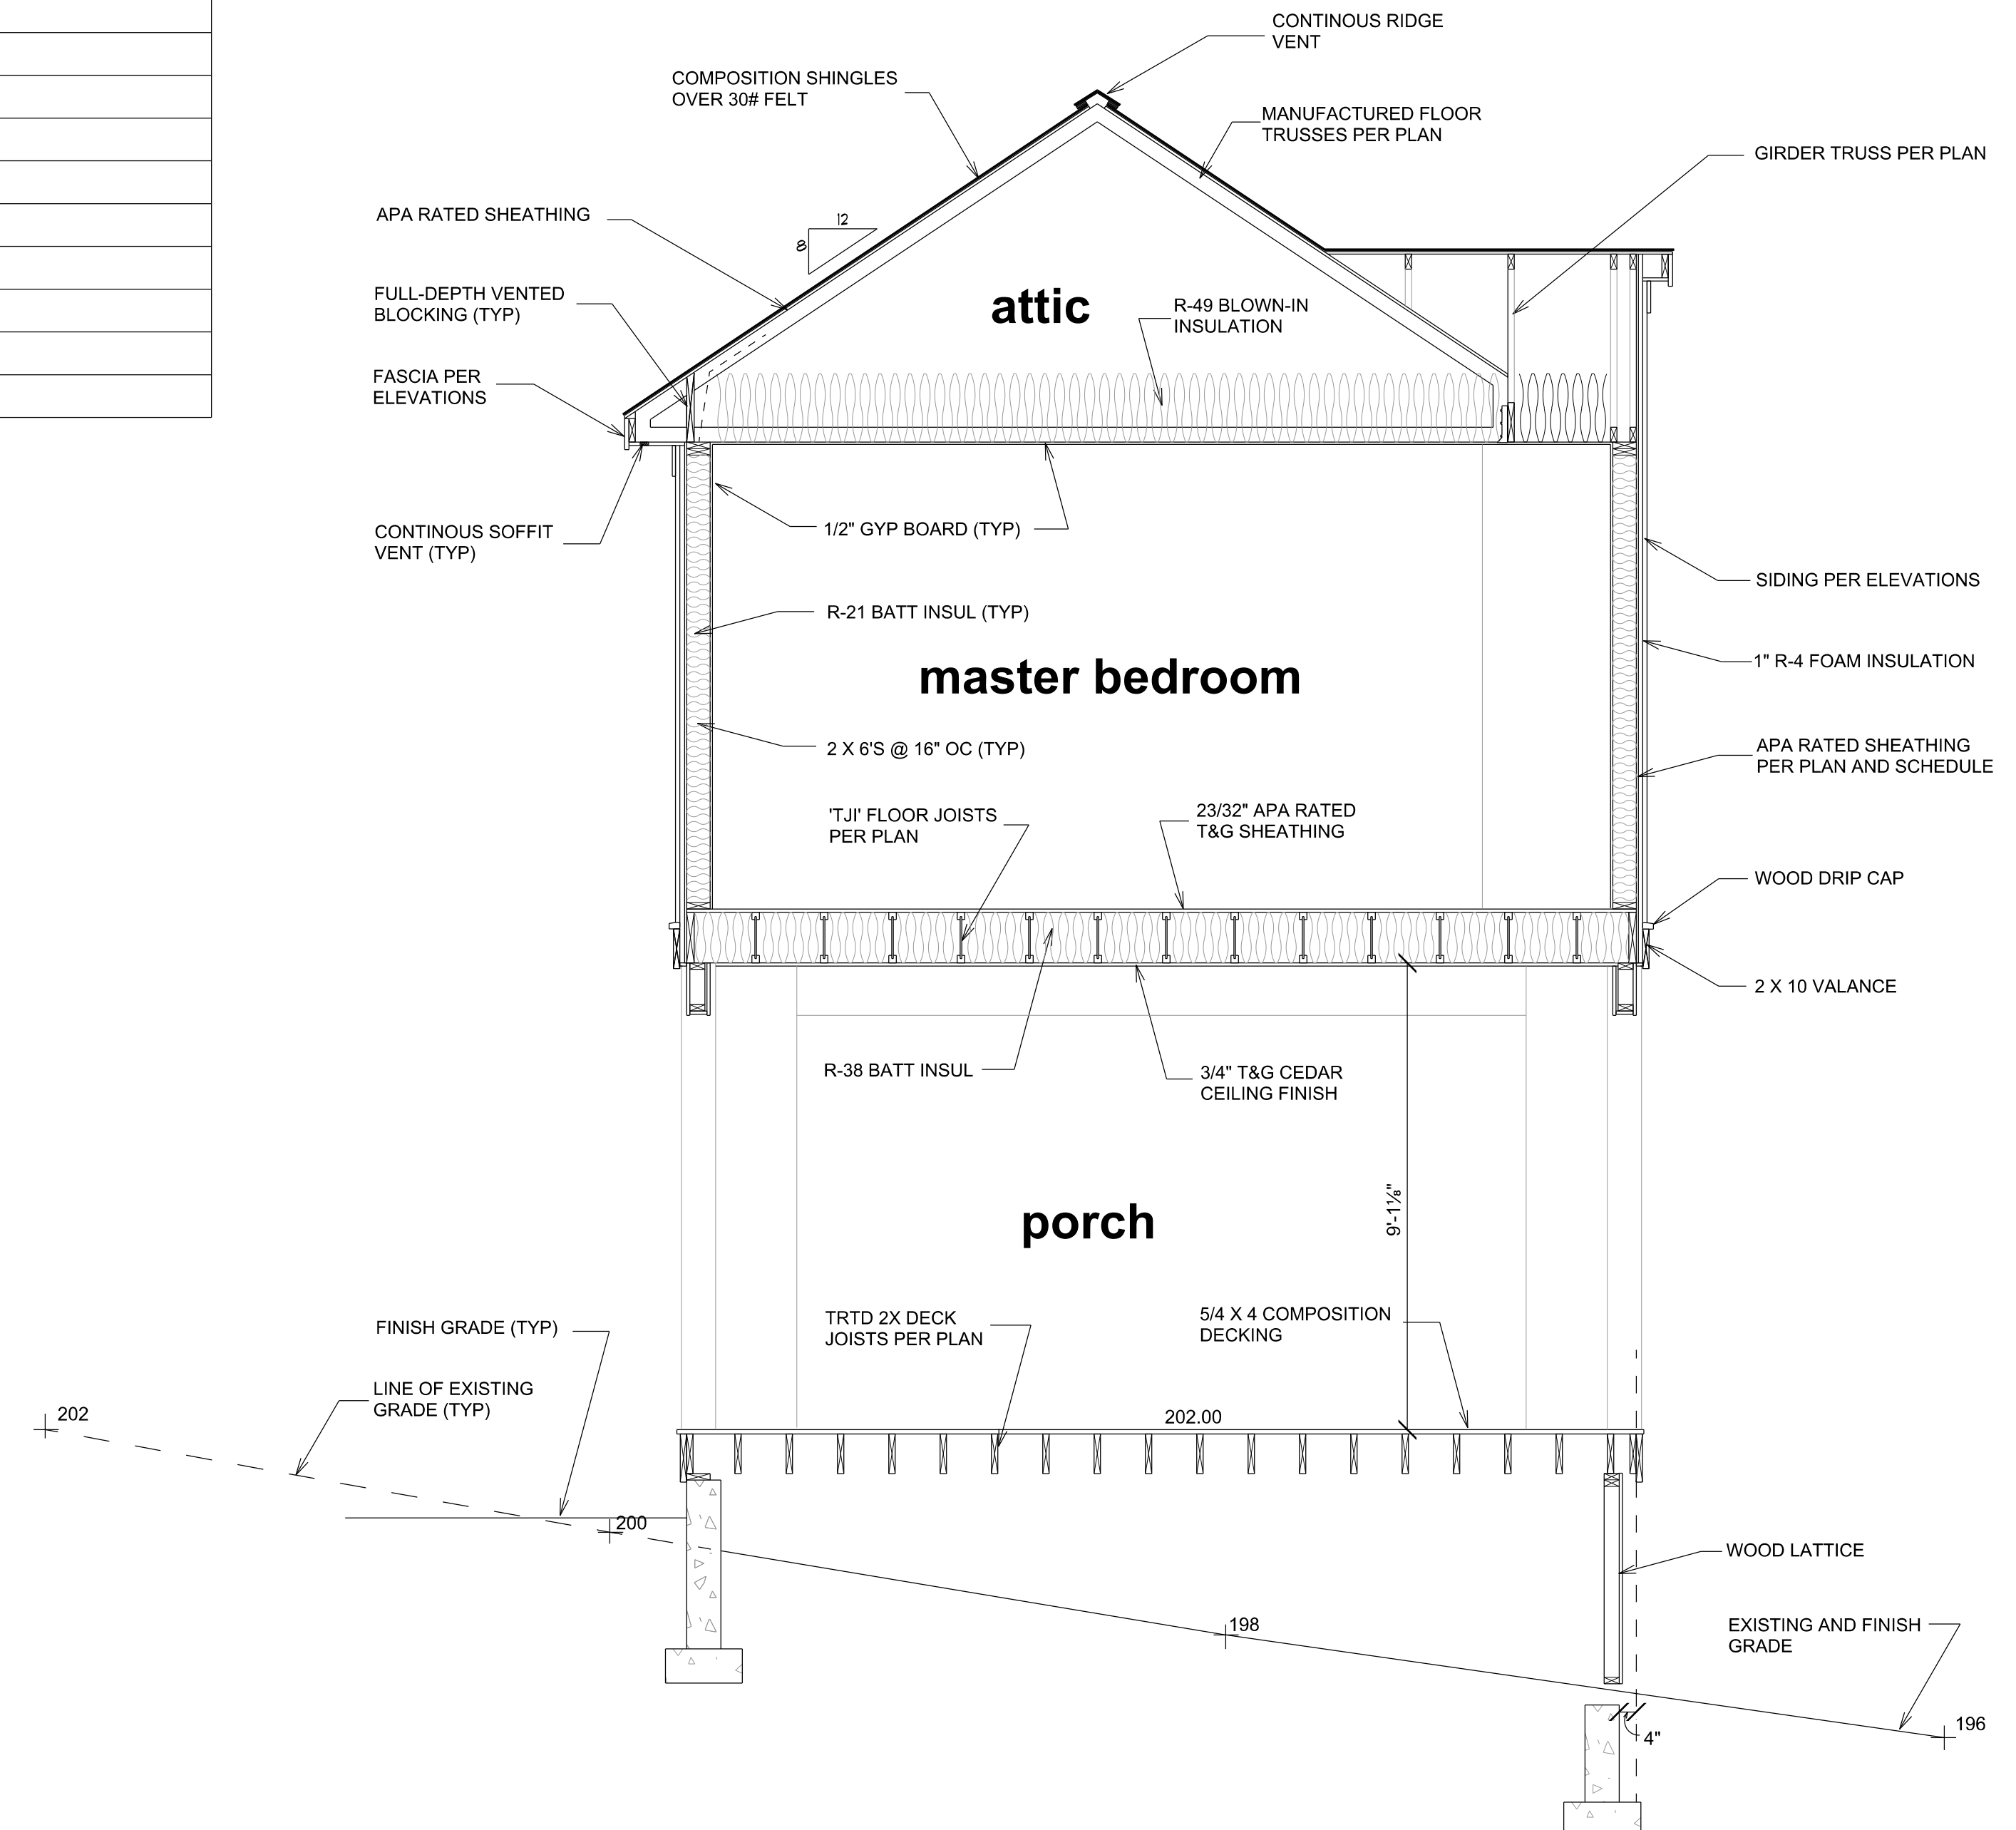 CONTINOUS RIDGE
VENT
COMPOSITION SHINGLES
OVER 30# FELT
MANUFACTURED FLOOR
TRUSSES PER PLAN
GIRDER TRUSS PER PLAN
APA RATED SHEATHING
12
8
FULL-DEPTH VENTED
BLOCKING (TYP)
attic
R-49 BLOWN-IN
INSULATION
FASCIA PER
ELEVATIONS
CONTINOUS SOFFIT
VENT (TYP)
1/2" GYP BOARD (TYP)
SIDING PER ELEVATIONS
R-21 BATT INSUL (TYP)
master bedroom
1" R-4 FOAM INSULATION
2 X 6'S @ 16" OC (TYP)
APA RATED SHEATHING
PER PLAN AND SCHEDULE
'TJI' FLOOR JOISTS
PER PLAN
23/32" APA RATED
T&G SHEATHING
WOOD DRIP CAP
2 X 10 VALANCE
R-38 BATT INSUL
3/4" T&G CEDAR
CEILING FINISH
porch
9'-1⅛"
FINISH GRADE (TYP)
TRTD 2X DECK
JOISTS PER PLAN
5/4 X 4 COMPOSITION
DECKING
LINE OF EXISTING
GRADE (TYP)
202
202.00
200
WOOD LATTICE
198
EXISTING AND FINISH
GRADE
196
4"